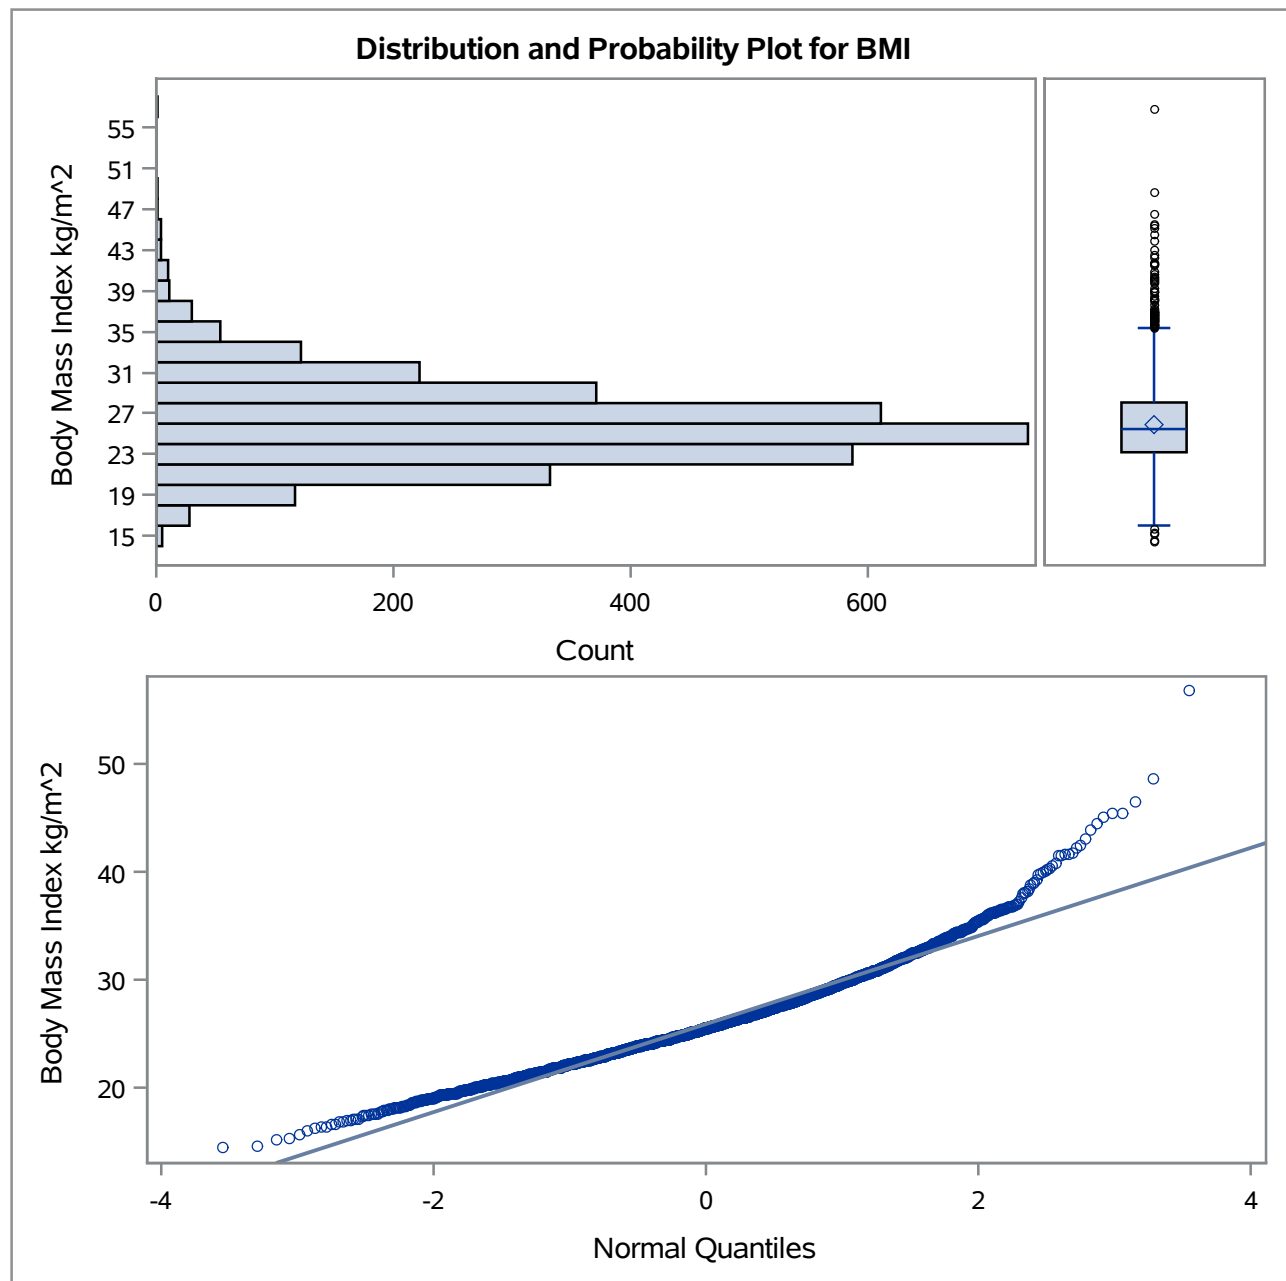 Distribution and Probability Plot for BMI
Body Mass Index kg/m^2
55
51
47
43
39
35
31
27
23
19
15
0 200 400 600
Count
Body Mass Index kg/m^2
50
40
30
20
-4 -2 0 2 4
Normal Quantiles